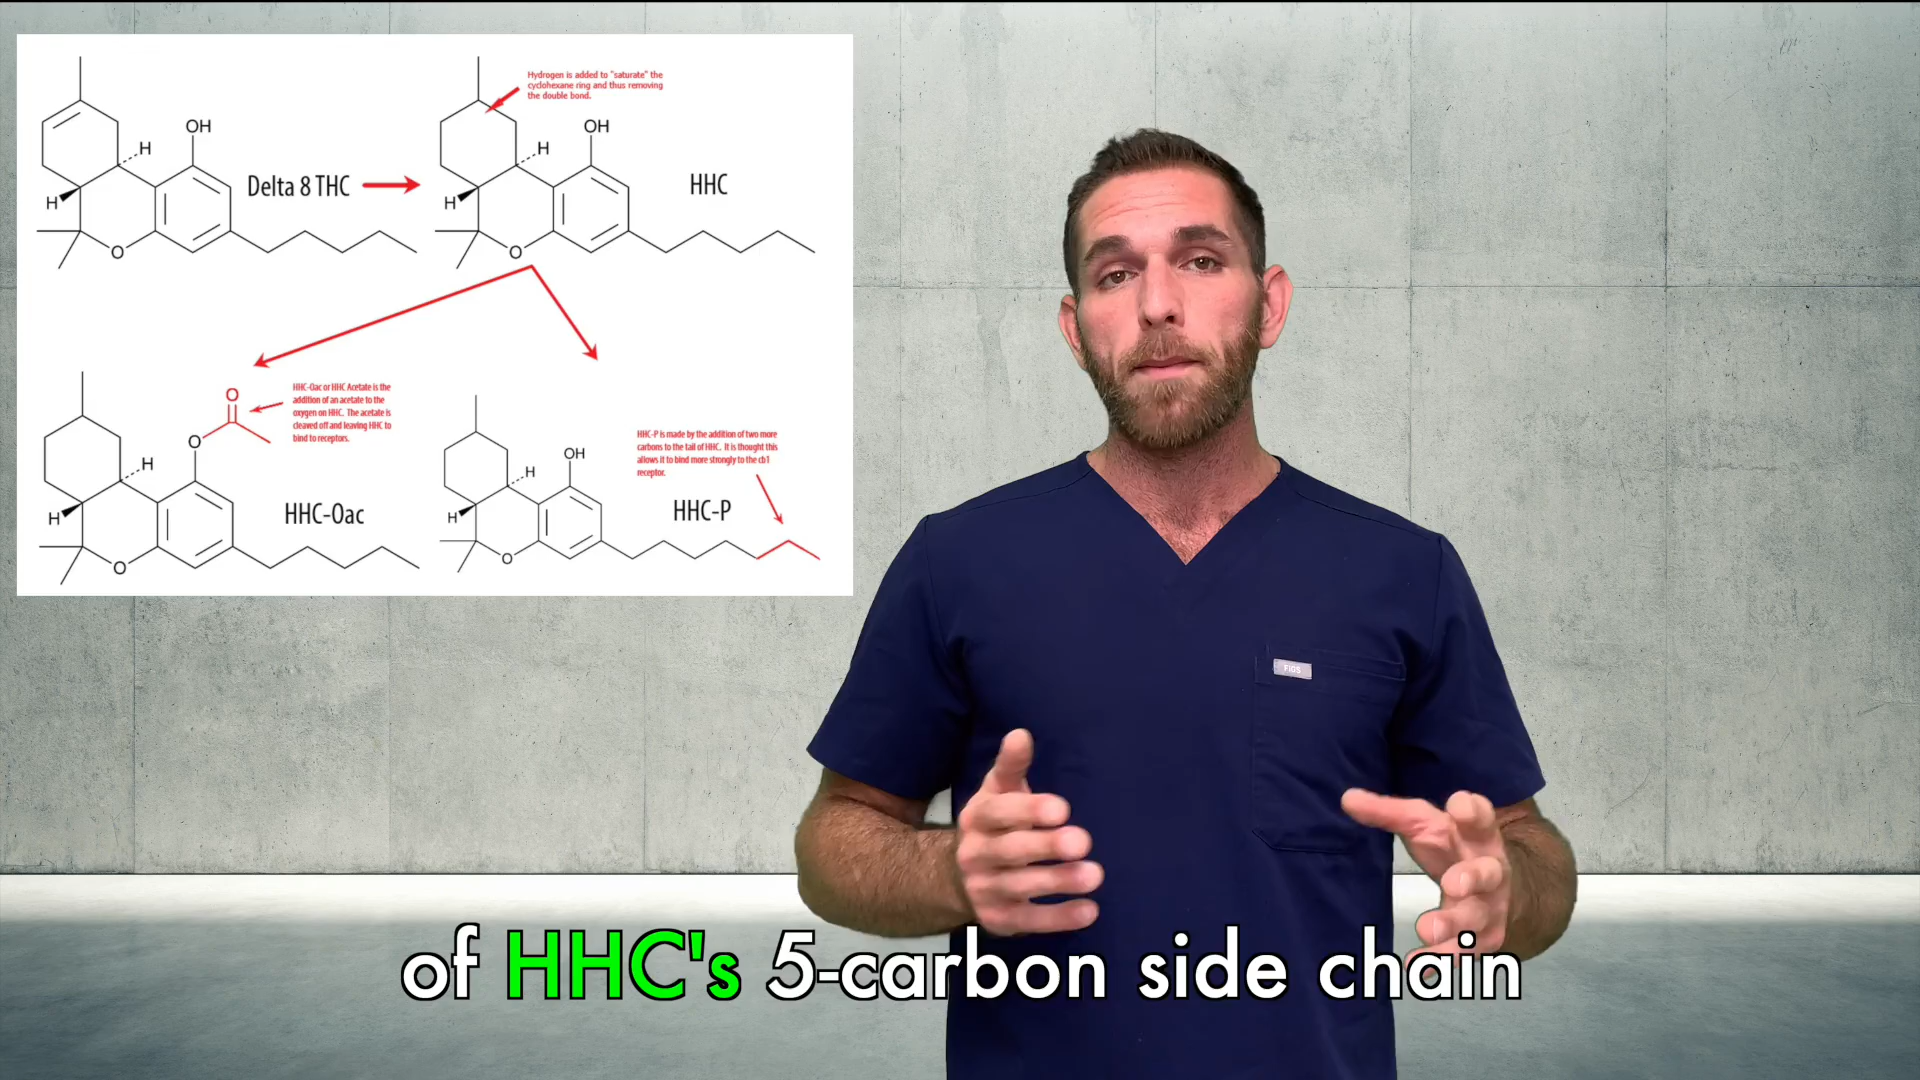 Hydrogen is added to "saturate" the
cyclohexane ring and thus removing
the double bond.
OH
H
Delta 8 THC
H
O
OH
H
HHC
H
O
HHC-Oac or HHC Acetate is the
addition of an acetate to the
oxygen on HHC. The acetate is
cleaved off and leaving HHC to
bind to receptors.
O
O
H
HHC-Oac
H
O
HHC-P is made by the addition of two more
carbons to the tail of HHC. It is thought this
allows it to bind more strongly to the cb1
receptor.
OH
H
HHC-P
H
O
FIGS
of HHC's 5-carbon side chain